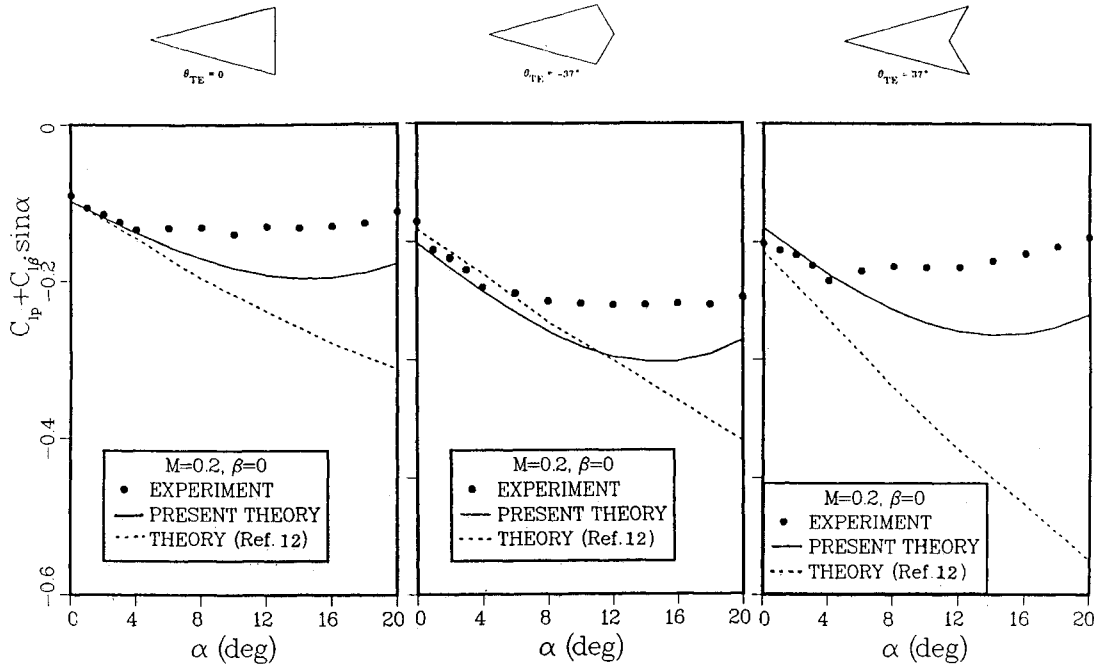 θTE = 0
θTE = -37°
θTE = 37°
0
-0.2
-0.4
-0.6
C1p+C1β̇ sinα
M=0.2, β=0
EXPERIMENT
PRESENT THEORY
THEORY (Ref.12)
0 4 8 12 16 20
α (deg)
M=0.2, β=0
EXPERIMENT
PRESENT THEORY
THEORY (Ref.12)
0 4 8 12 16 20
α (deg)
M=0.2, β=0
EXPERIMENT
PRESENT THEORY
THEORY (Ref.12)
0 4 8 12 16 20
α (deg)